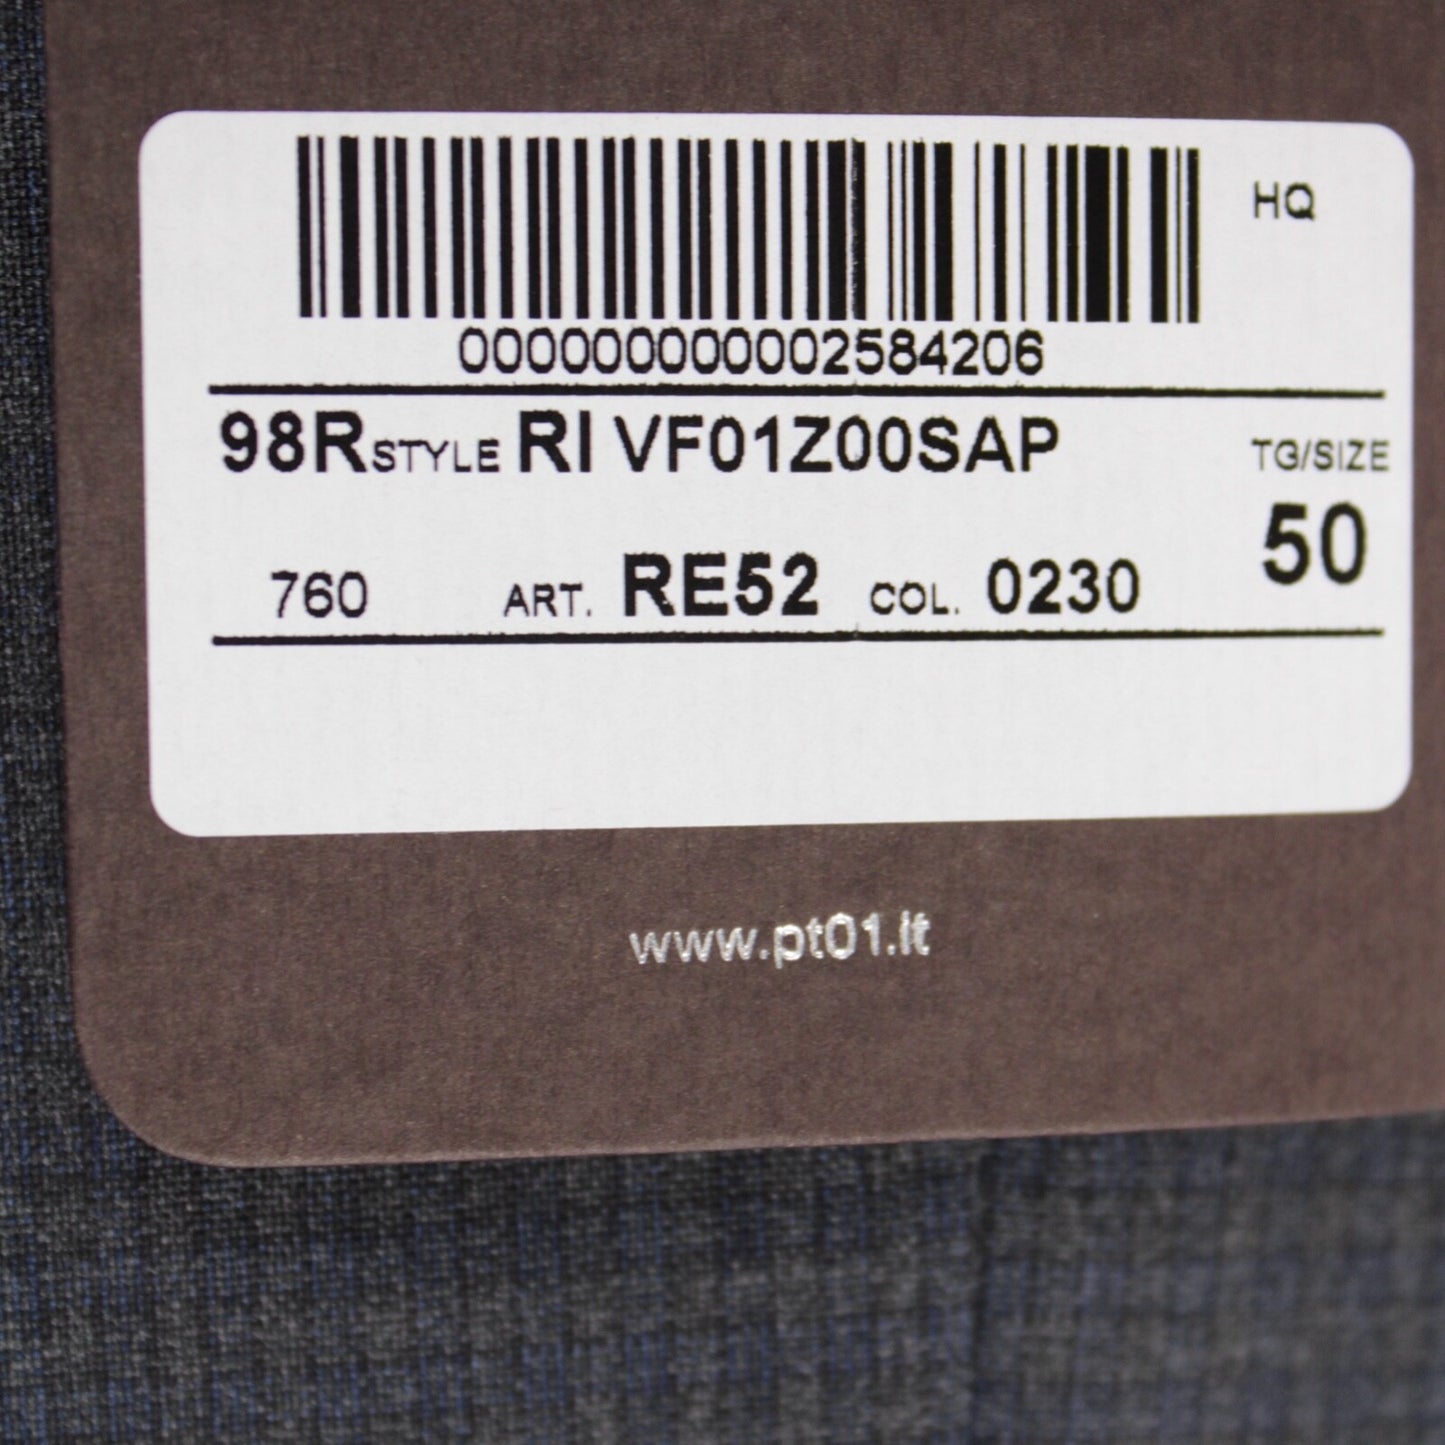 HQ
000000000002584206
98R STYLE RI VF01Z00SAP
TG/SIZE
50
760 ART. RE52 COL. 0230
www.pt01.it